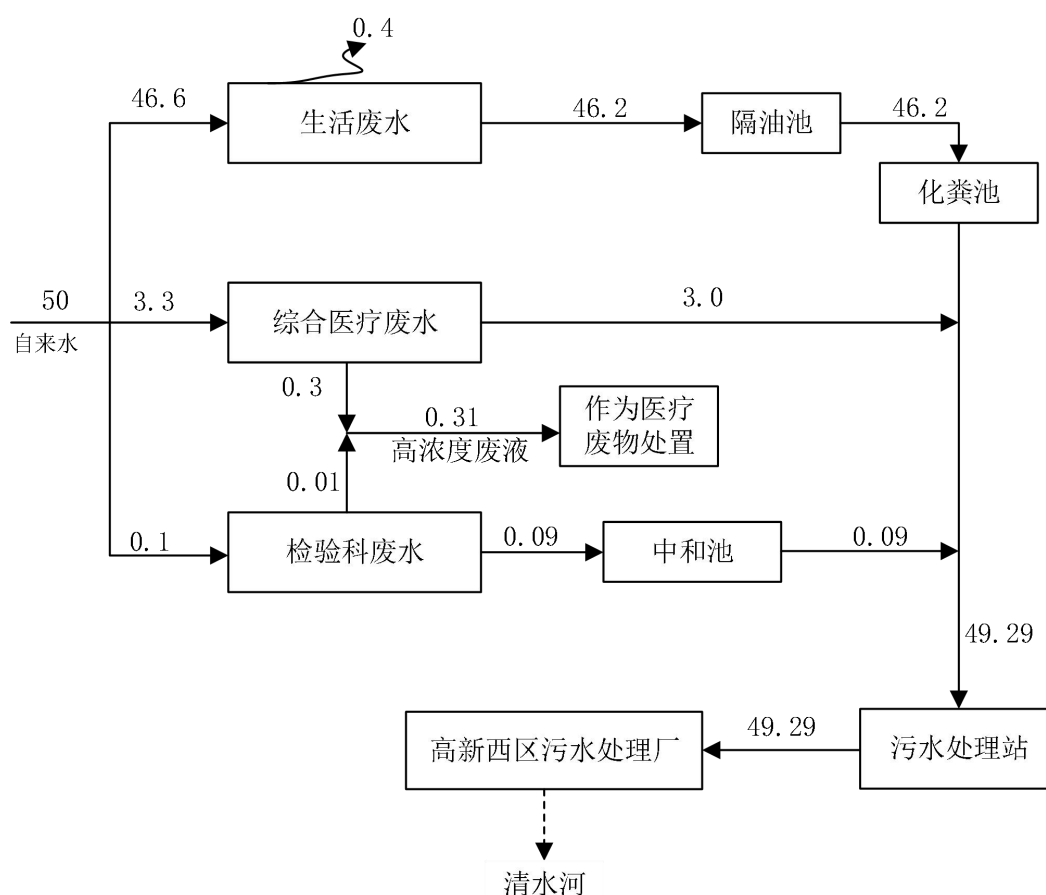 0.4
46.6
生活废水
46.2
隔油池
46.2
化粪池
50
自来水
3.3
综合医疗废水
3.0
0.3
0.31
高浓度废液
作为医疗
废物处置
0.01
0.1
检验科废水
0.09
中和池
0.09
49.29
高新西区污水处理厂
49.29
污水处理站
清水河